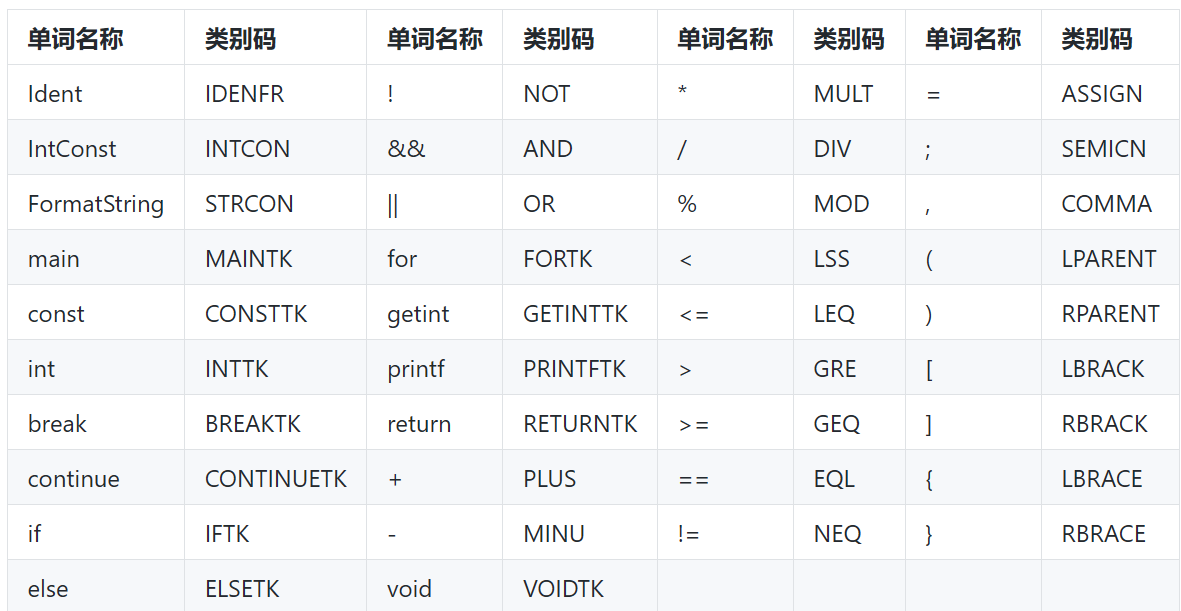 单词名称 类别码 单词名称 类别码 单词名称 类别码 单词名称 类别码
Ident IDENFR ! NOT * MULT = ASSIGN
IntConst INTCON && AND / DIV ; SEMICN
FormatString STRCON || OR % MOD , COMMA
main MAINTK for FORTK < LSS ( LPARENT
const CONSTTK getint GETINTTK <= LEQ ) RPARENT
int INTTK printf PRINTFTK > GRE [ LBRACK
break BREAKTK return RETURNTK >= GEQ ] RBRACK
continue CONTINUETK + PLUS == EQL { LBRACE
if IFTK - MINU != NEQ } RBRACE
else ELSETK void VOIDTK